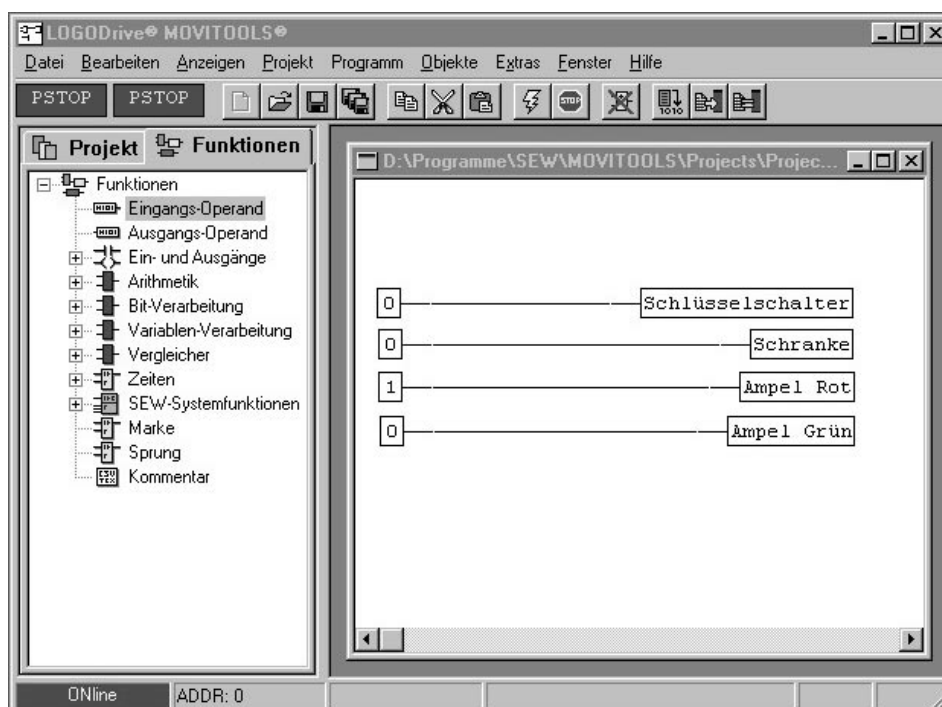 LOGODrive® MOVITOOLS®
Datei Bearbeiten Anzeigen Projekt Programm Objekte Extras Fenster Hilfe
PSTOP PSTOP STOP
Projekt Funktionen
Funktionen
Eingangs-Operand
Ausgangs-Operand
Ein- und Ausgänge
Arithmetik
Bit-Verarbeitung
Variablen-Verarbeitung
Vergleicher
Zeiten
SEW-Systemfunktionen
Marke
Sprung
Kommentar
D:\Programme\SEW\MOVITOOLS\Projects\Projec...
0 Schlüsselschalter
0 Schranke
1 Ampel Rot
0 Ampel Grün
ONline ADDR: 0